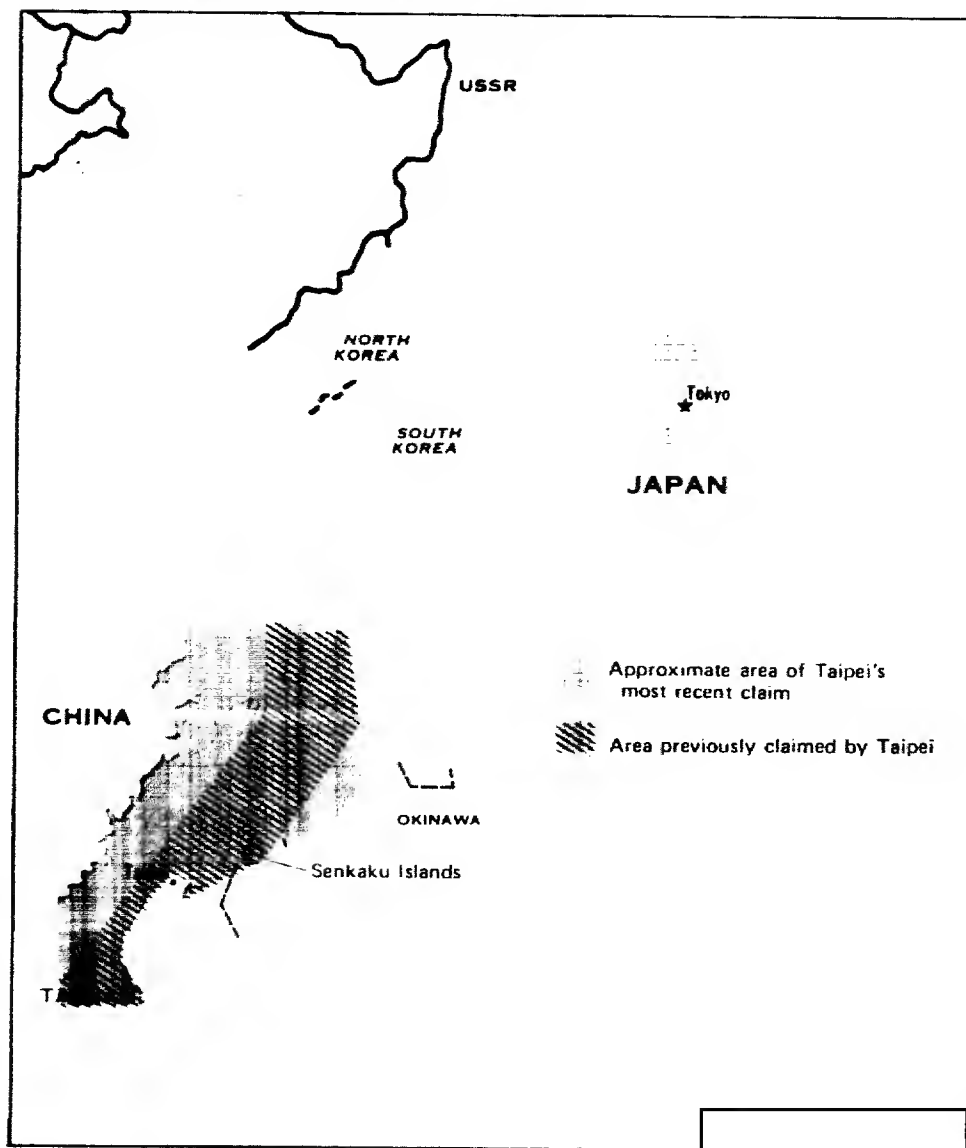 USSR
NORTH
KOREA
SOUTH
KOREA
Tokyo
JAPAN
Approximate area of Taipei's
most recent claim
CHINA
Area previously claimed by Taipei
OKINAWA
Senkaku Islands